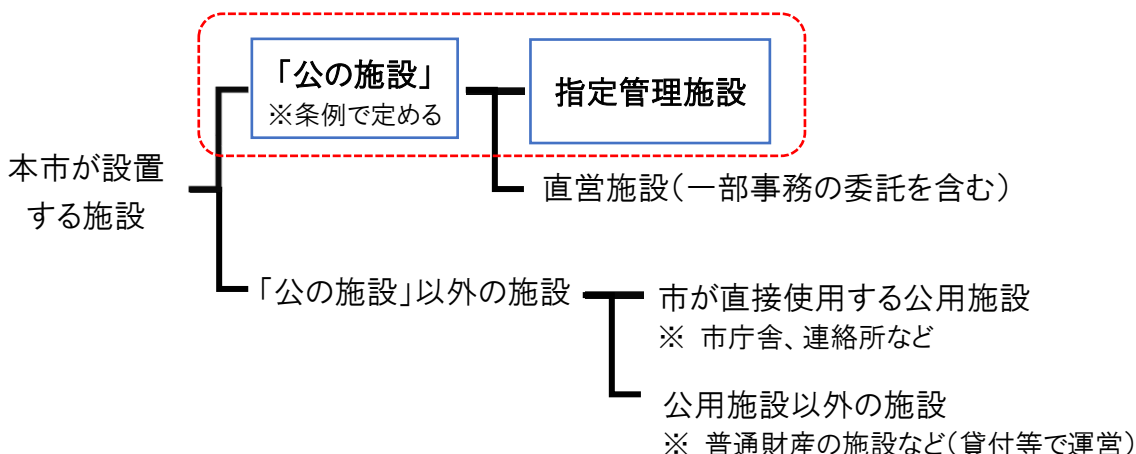 「公の施設」
※条例で定める
指定管理施設
本市が設置
する施設
直営施設(一部事務の委託を含む)
「公の施設」以外の施設
市が直接使用する公用施設
※ 市庁舎、連絡所など
公用施設以外の施設
※ 普通財産の施設など(貸付等で運営)